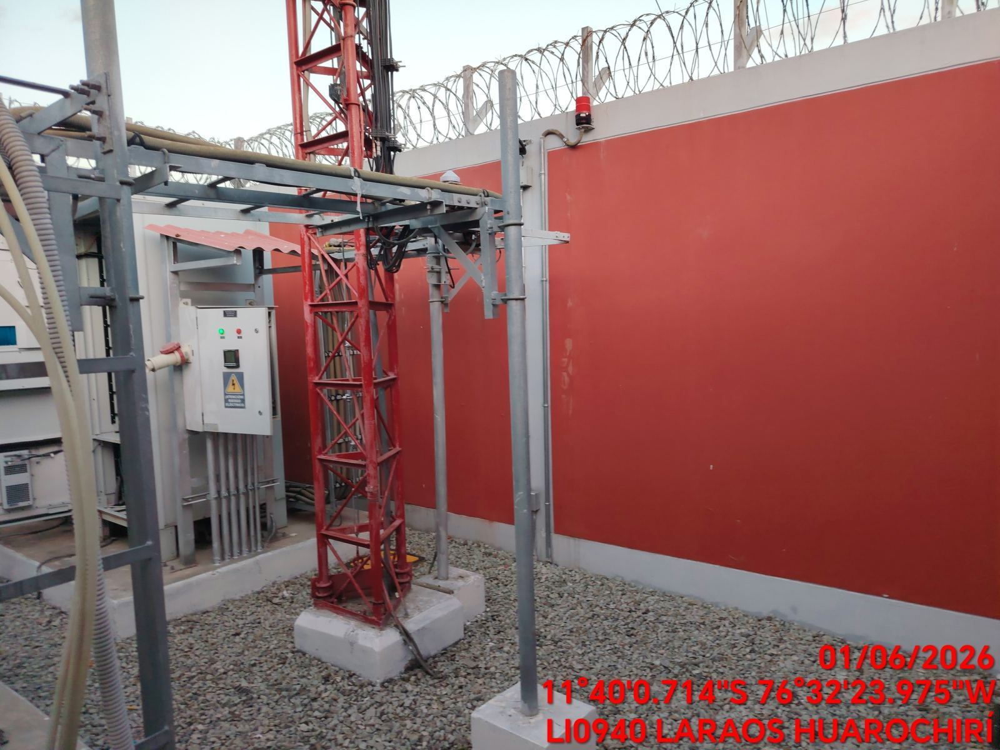 ¡ATENCIÓN!
RIESGO
ELÉCTRICO
01/06/2026
11°40'0.714"S 76°32'23.975"W
LI0940 LARAOS HUAROCHIRÍ